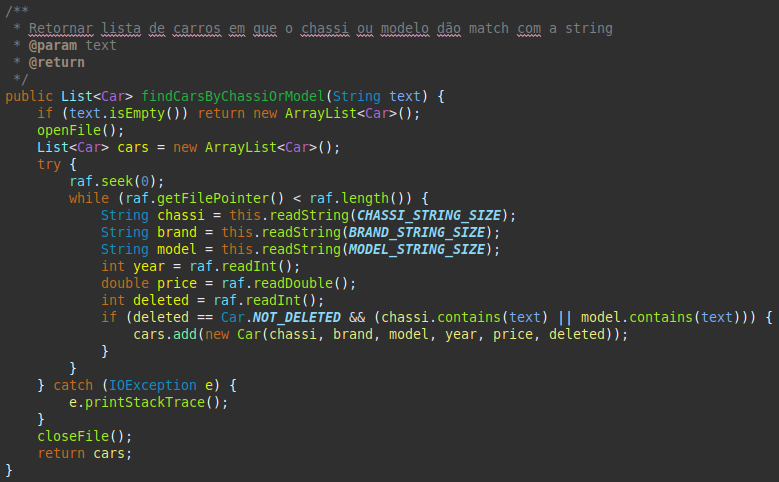 /**
 * Retornar lista de carros em que o chassi ou modelo dão match com a string
 * @param text
 * @return
 */
public List<Car> findCarsByChassiOrModel(String text) {
    if (text.isEmpty()) return new ArrayList<Car>();
    openFile();
    List<Car> cars = new ArrayList<Car>();
    try {
        raf.seek(0);
        while (raf.getFilePointer() < raf.length()) {
            String chassi = this.readString(CHASSI_STRING_SIZE);
            String brand = this.readString(BRAND_STRING_SIZE);
            String model = this.readString(MODEL_STRING_SIZE);
            int year = raf.readInt();
            double price = raf.readDouble();
            int deleted = raf.readInt();
            if (deleted == Car.NOT_DELETED && (chassi.contains(text) || model.contains(text))) {
                cars.add(new Car(chassi, brand, model, year, price, deleted));
            }
        }
    } catch (IOException e) {
        e.printStackTrace();
    }
    closeFile();
    return cars;
}